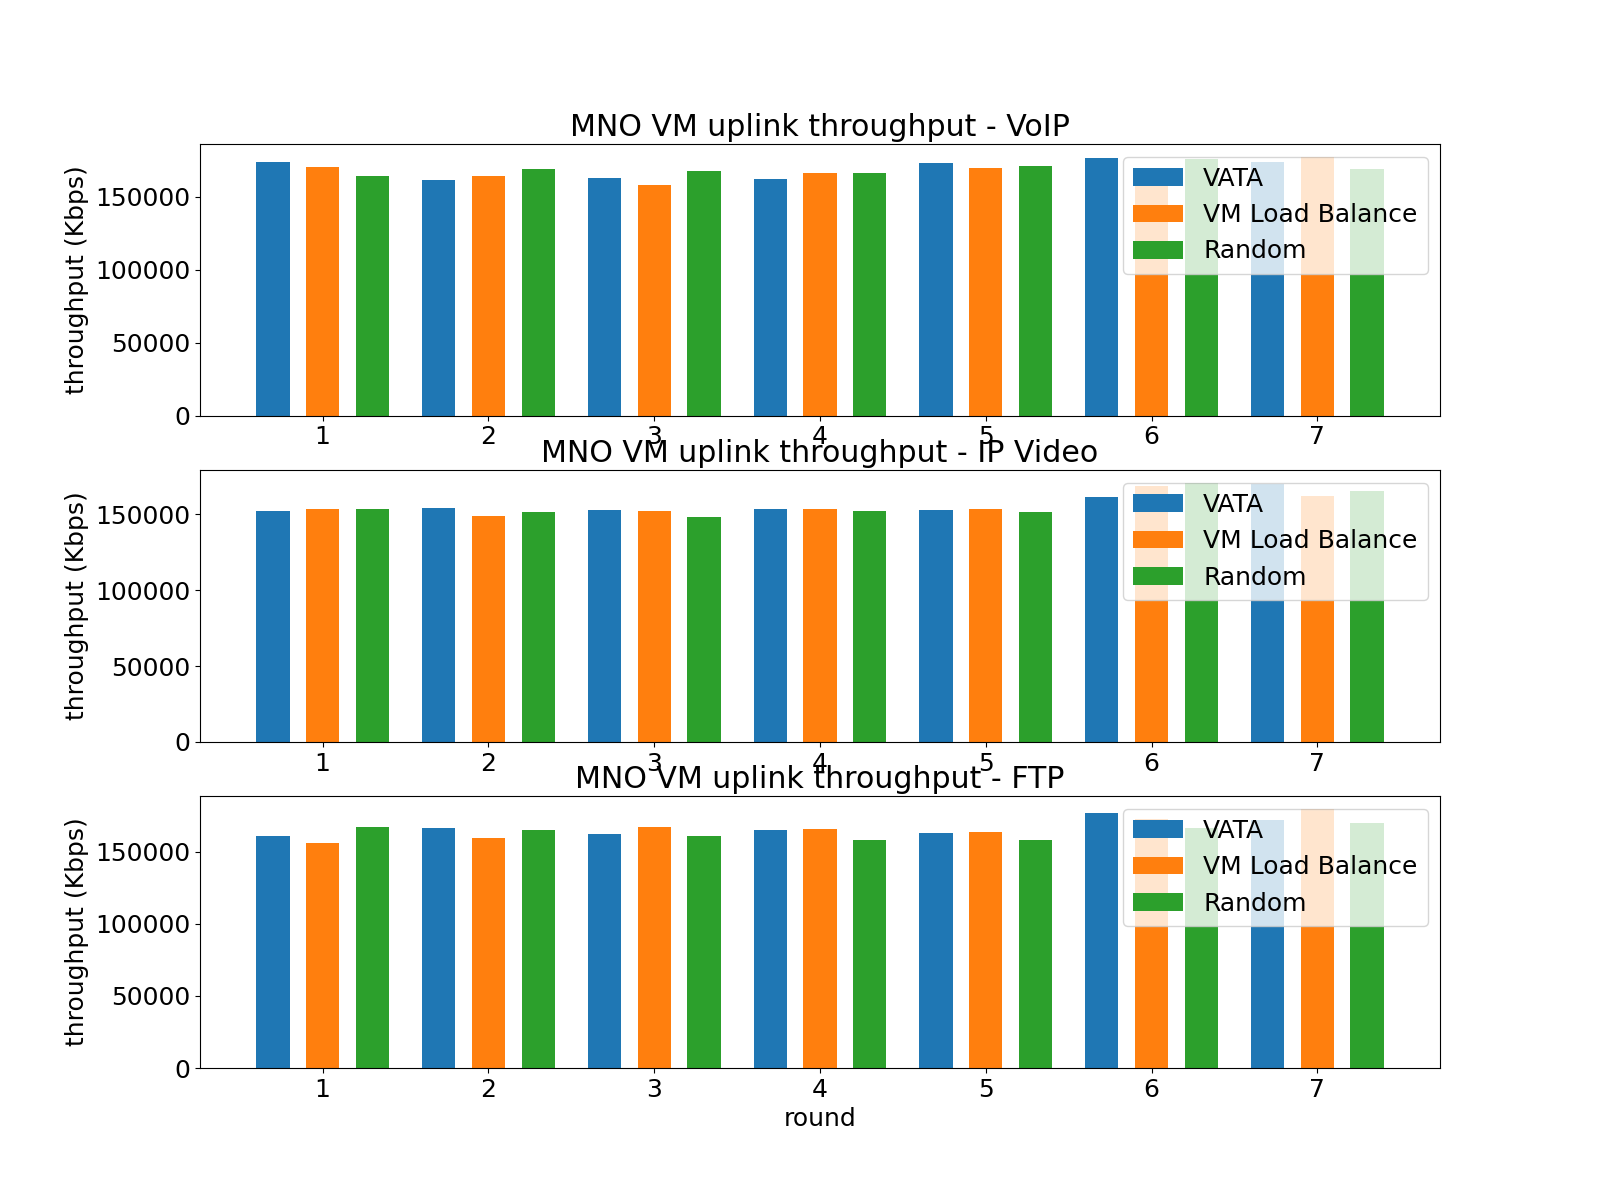 MNO VM uplink throughput - VoIP
throughput (Kbps)
150000
100000
50000
0
VATA
VM Load Balance
Random
1 2 3 4 5 6 7
MNO VM uplink throughput - IP Video
throughput (Kbps)
150000
100000
50000
0
VATA
VM Load Balance
Random
1 2 3 4 5 6 7
MNO VM uplink throughput - FTP
throughput (Kbps)
150000
100000
50000
0
VATA
VM Load Balance
Random
1 2 3 4 5 6 7
round